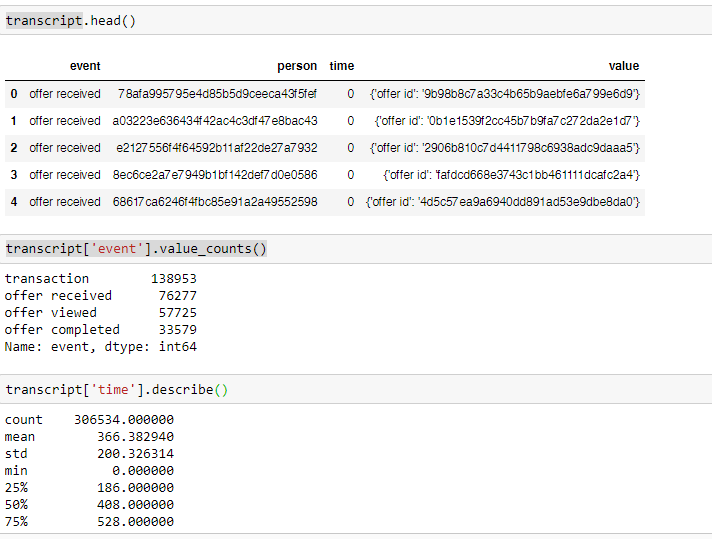 transcript.head()
event person time value
0 offer received 78afa995795e4d85b5d9ceeca43f5fef 0 {'offer id': '9b98b8c7a33c4b65b9aebfe6a799e6d9'}
1 offer received a03223e636434f42ac4c3df47e8bac43 0 {'offer id': '0b1e1539f2cc45b7b9fa7c272da2e1d7'}
2 offer received e2127556f4f64592b11af22de27a7932 0 {'offer id': '2906b810c7d4411798c6938adc9daaa5'}
3 offer received 8ec6ce2a7e7949b1bf142def7d0e0586 0 {'offer id': 'fafdcd668e3743c1bb461111dcafc2a4'}
4 offer received 68617ca6246f4fbc85e91a2a49552598 0 {'offer id': '4d5c57ea9a6940dd891ad53e9dbe8da0'}
transcript['event'].value_counts()
transaction 138953
offer received 76277
offer viewed 57725
offer completed 33579
Name: event, dtype: int64
transcript['time'].describe()
count 306534.000000
mean 366.382940
std 200.326314
min 0.000000
25% 186.000000
50% 408.000000
75% 528.000000